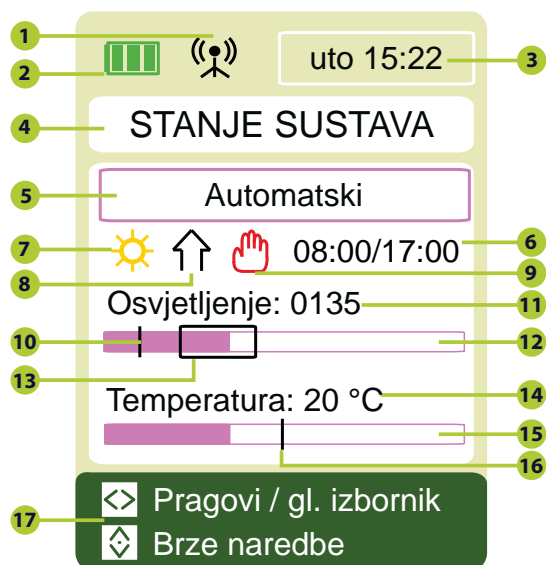 1
2
uto 15:22
3
4
STANJE SUSTAVA
5
Automatski
6
7
08:00/17:00
8
9
Osvjetljenje: 0135
11
10
12
13
Temperatura: 20 °C
14
15
16
17
Pragovi / gl. izbornik
Brze naredbe